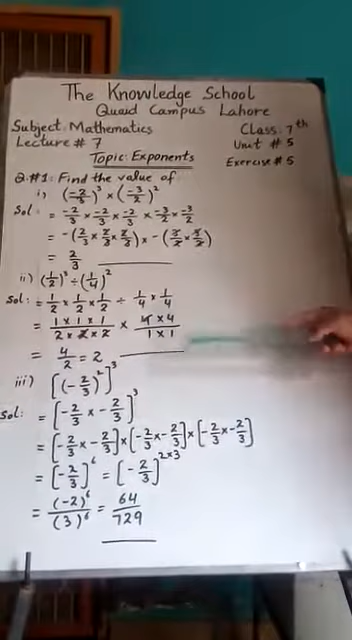 The Knowledge School
Quaid Campus Lahore
Subject: Mathematics Class: 7th
Lecture # 7 Unit # 5
Topic: Exponents Exercise # 5
Q#1: Find the value of
i) (-2/3)³ × (-3/2)²
Sol: = -2/3 × -2/3 × -2/3 × -3/2 × -3/2
= -(2/3 × 2/3 × 2/3) × -(3/2 × 3/2)
= 2/3
ii) (1/2)³ ÷ (1/4)²
Sol: = 1/2 × 1/2 × 1/2 ÷ 1/4 × 1/4
= 1×1×1/2×2×2 × 4×4/1×1
= 4/2 = 2
iii) [(-2/3)²]³
Sol: = [-2/3 × -2/3]³
= [-2/3 × -2/3] × [-2/3 × -2/3] × [-2/3 × -2/3]
= [-2/3]⁶ = [-2/3]²ˣ³
= (-2)⁶/(3)⁶ = 64/729